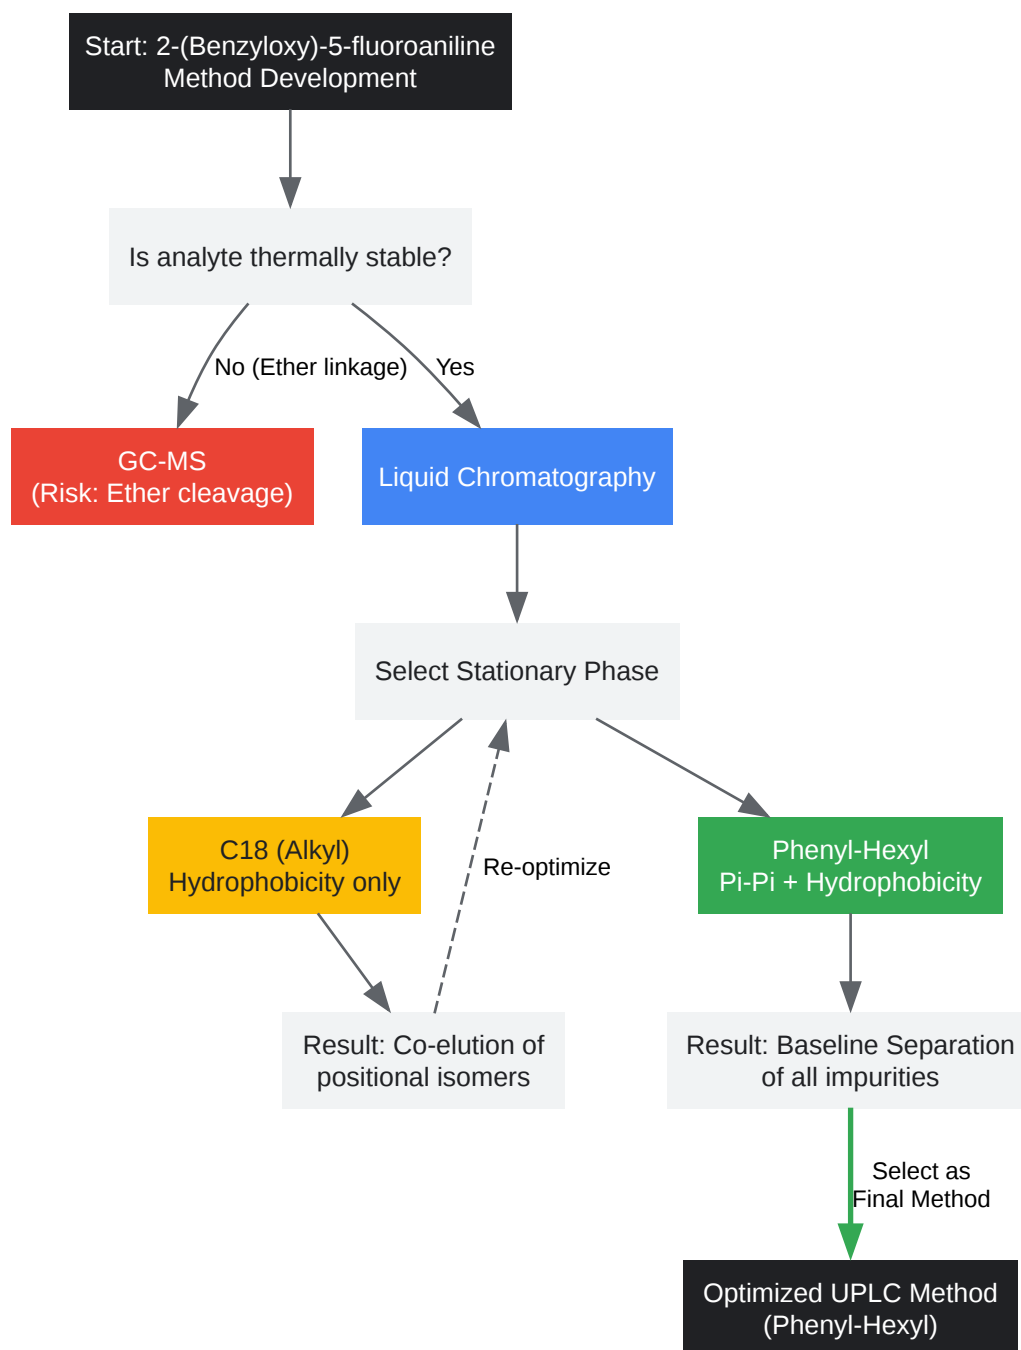 Start: 2-(Benzyloxy)-5-fluoroaniline
Method Development
Is analyte thermally stable?
No (Ether linkage)
Yes
GC-MS
(Risk: Ether cleavage)
Liquid Chromatography
Select Stationary Phase
C18 (Alkyl)
Hydrophobicity only
Re-optimize
Phenyl-Hexyl
Pi-Pi + Hydrophobicity
Result: Co-elution of
positional isomers
Result: Baseline Separation
of all impurities
Select as
Final Method
Optimized UPLC Method
(Phenyl-Hexyl)